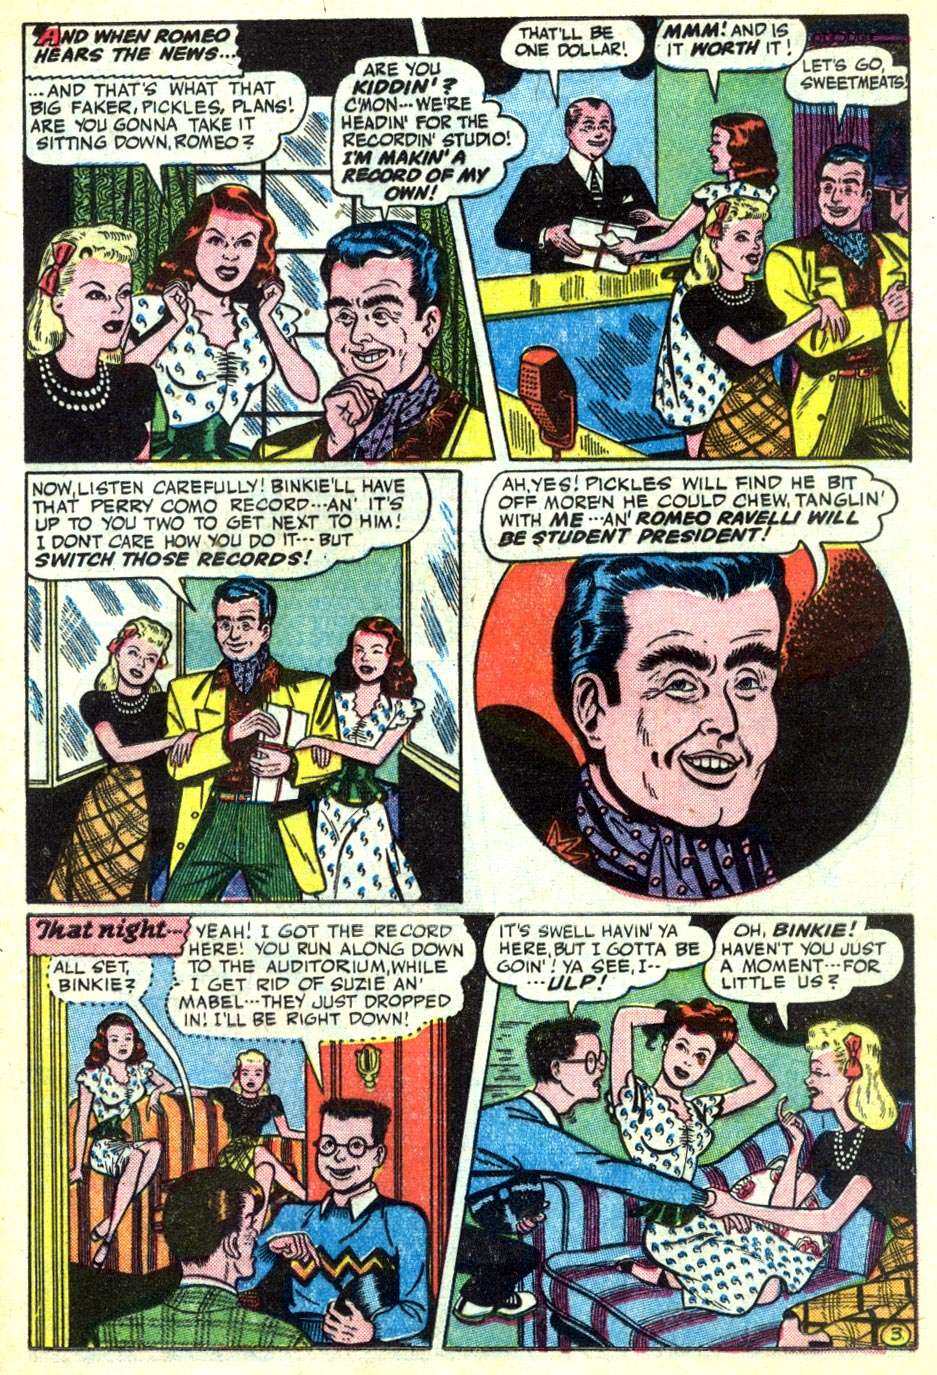 AND WHEN ROMEO
HEARS THE NEWS...
...AND THAT'S WHAT THAT
BIG FAKER, PICKLES, PLANS!
ARE YOU GONNA TAKE IT
SITTING DOWN, ROMEO?
ARE YOU
KIDDIN'?
C'MON--WE'RE
HEADIN' FOR THE
RECORDIN' STUDIO!
I'M MAKIN' A
RECORD OF MY
OWN!
THAT'LL BE
ONE DOLLAR!
MMM! AND IS
IT WORTH IT!
LET'S GO,
SWEETMEATS!
NOW, LISTEN CAREFULLY! BINKIE'LL HAVE
THAT PERRY COMO RECORD---AN' IT'S
UP TO YOU TWO TO GET NEXT TO HIM!
I DONT CARE HOW YOU DO IT--- BUT
SWITCH THOSE RECORDS!
AH, YES! PICKLES WILL FIND HE BIT
OFF MORE'N HE COULD CHEW, TANGLIN'
WITH ME ---AN' ROMEO RAVELLI WILL
BE STUDENT PRESIDENT!
That night---
ALL SET,
BINKIE?
YEAH! I GOT THE RECORD
HERE! YOU RUN ALONG DOWN
TO THE AUDITORIUM, WHILE
I GET RID OF SUZIE AN'
MABEL---THEY JUST DROPPED
IN! I'LL BE RIGHT DOWN!
IT'S SWELL HAVIN' YA
HERE, BUT I GOTTA BE
GOIN'! YA SEE, I---
...ULP!
OH, BINKIE!
HAVEN'T YOU JUST
A MOMENT---FOR
LITTLE US?
3